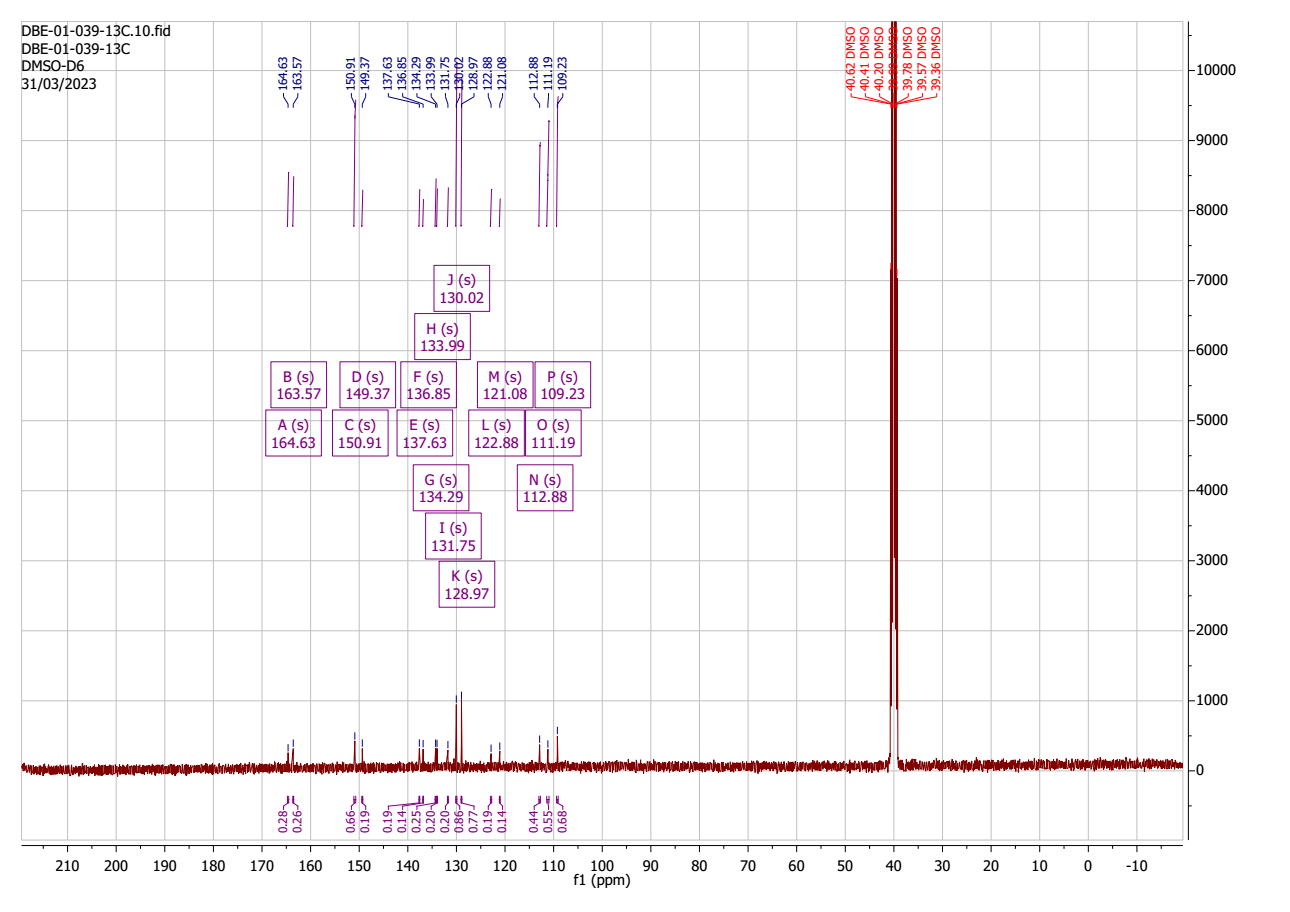 DBE-01-039-13C.10.fid
DBE-01-039-13C
DMSO-D6
31/03/2023
164.63
163.57
150.91
149.37
137.63
136.85
134.29
133.99
131.75
130.02
128.97
122.88
121.08
112.88
111.19
109.23
40.62 DMSO
40.41 DMSO
40.20 DMSO
39.78 DMSO
39.57 DMSO
39.36 DMSO
J (s)
130.02
H (s)
133.99
B (s)
163.57
D (s)
149.37
F (s)
136.85
M (s)
121.08
P (s)
109.23
A (s)
164.63
C (s)
150.91
E (s)
137.63
L (s)
122.88
O (s)
111.19
G (s)
134.29
N (s)
112.88
I (s)
131.75
K (s)
128.97
10000
9000
8000
7000
6000
5000
4000
3000
2000
1000
0
0.28
0.26
0.66
0.19
0.19
0.14
0.25
0.20
0.20
0.86
0.77
0.19
0.14
0.44
0.55
0.68
210 200 190 180 170 160 150 140 130 120 110 100 90 80 70 60 50 40 30 20 10 0 -10
f1 (ppm)